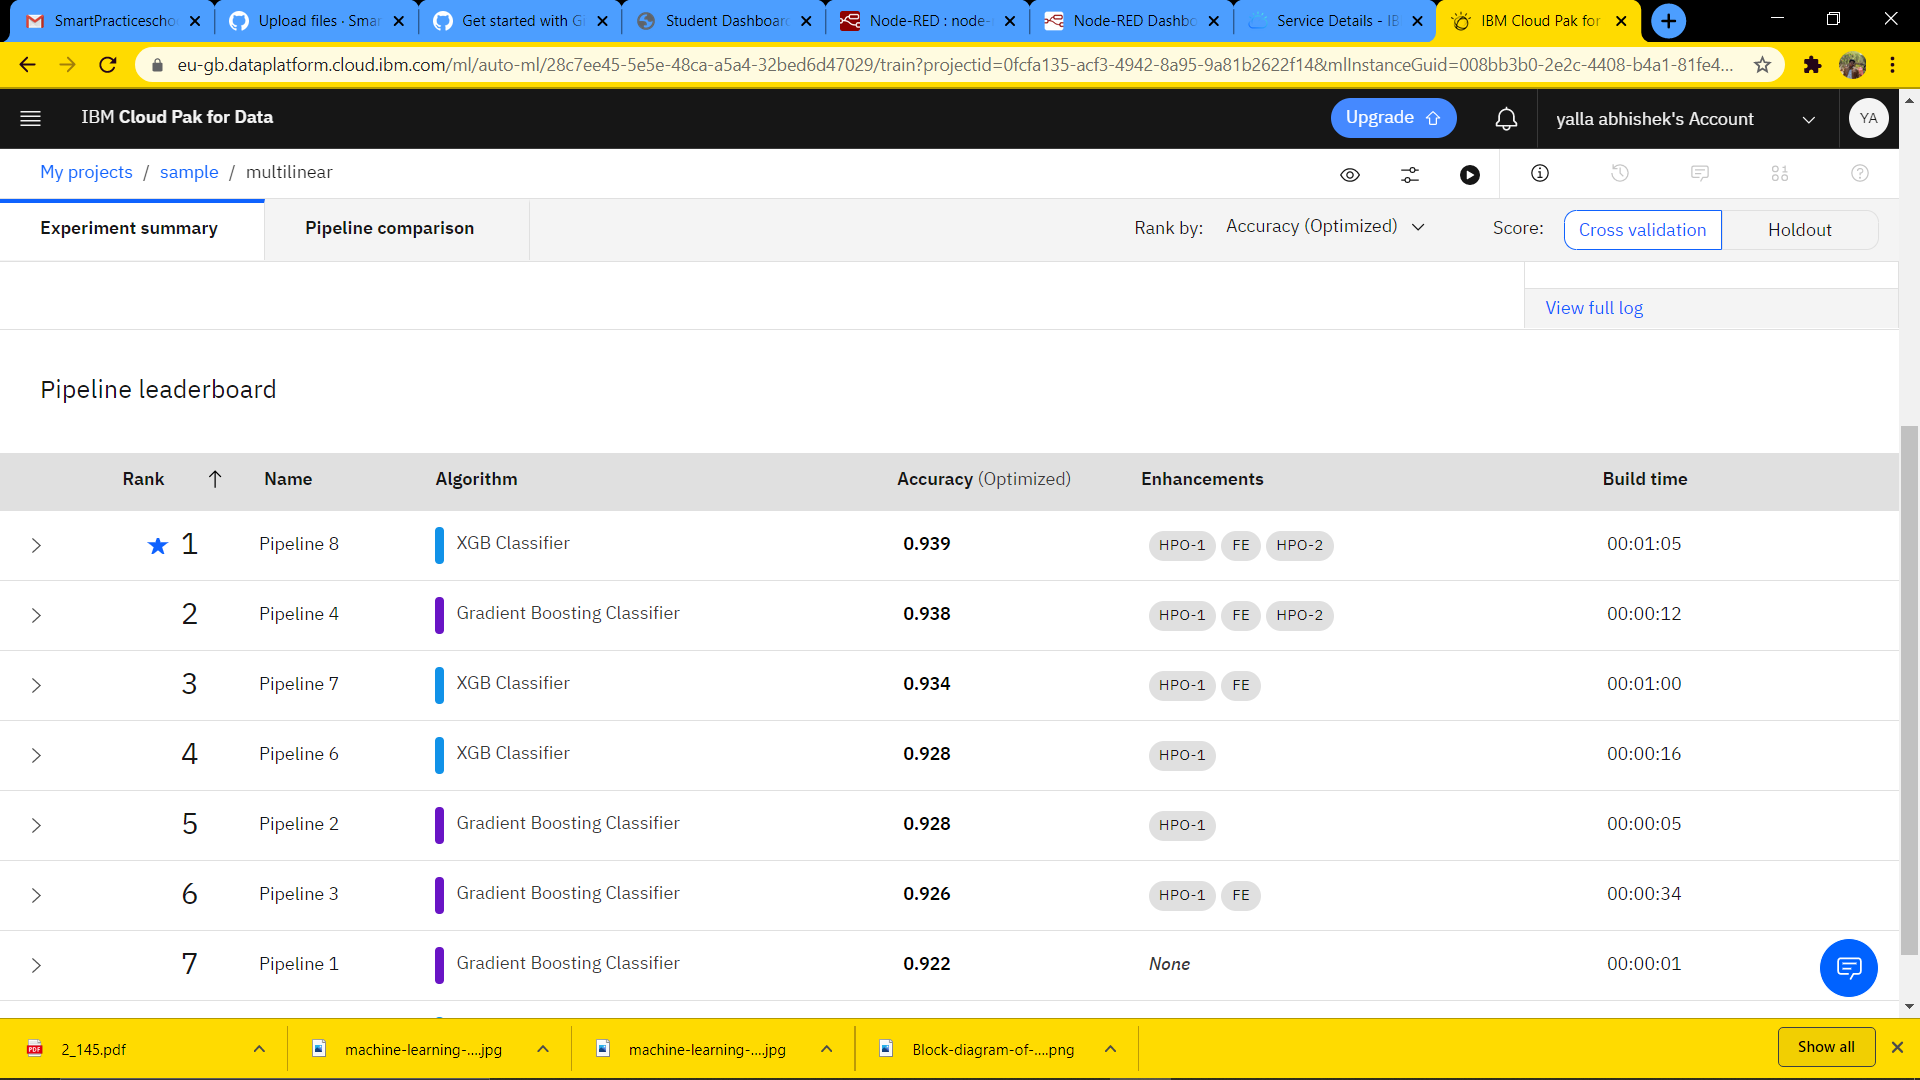 SmartPracticescho
Upload files · Smar
Get started with Gi
Student Dashboard
Node-RED : node-
Node-RED Dashbo
Service Details - IB
IBM Cloud Pak for
eu-gb.dataplatform.cloud.ibm.com/ml/auto-ml/28c7ee45-5e5e-48ca-a5a4-32bed6d47029/train?projectid=0fcfa135-acf3-4942-8a95-9a81b2622f14&mlInstanceGuid=008bb3b0-2e2c-4408-b4a1-81fe4...
IBM Cloud Pak for Data
Upgrade
yalla abhishek's Account
YA
My projects / sample / multilinear
Experiment summary
Pipeline comparison
Rank by: Accuracy (Optimized)
Score: Cross validation Holdout
View full log
Pipeline leaderboard
Rank Name Algorithm Accuracy (Optimized) Enhancements Build time
1 Pipeline 8 XGB Classifier 0.939 HPO-1 FE HPO-2 00:01:05
2 Pipeline 4 Gradient Boosting Classifier 0.938 HPO-1 FE HPO-2 00:00:12
3 Pipeline 7 XGB Classifier 0.934 HPO-1 FE 00:01:00
4 Pipeline 6 XGB Classifier 0.928 HPO-1 00:00:16
5 Pipeline 2 Gradient Boosting Classifier 0.928 HPO-1 00:00:05
6 Pipeline 3 Gradient Boosting Classifier 0.926 HPO-1 FE 00:00:34
7 Pipeline 1 Gradient Boosting Classifier 0.922 None 00:00:01
2_145.pdf
machine-learning-....jpg
machine-learning-....jpg
Block-diagram-of-....png
Show all